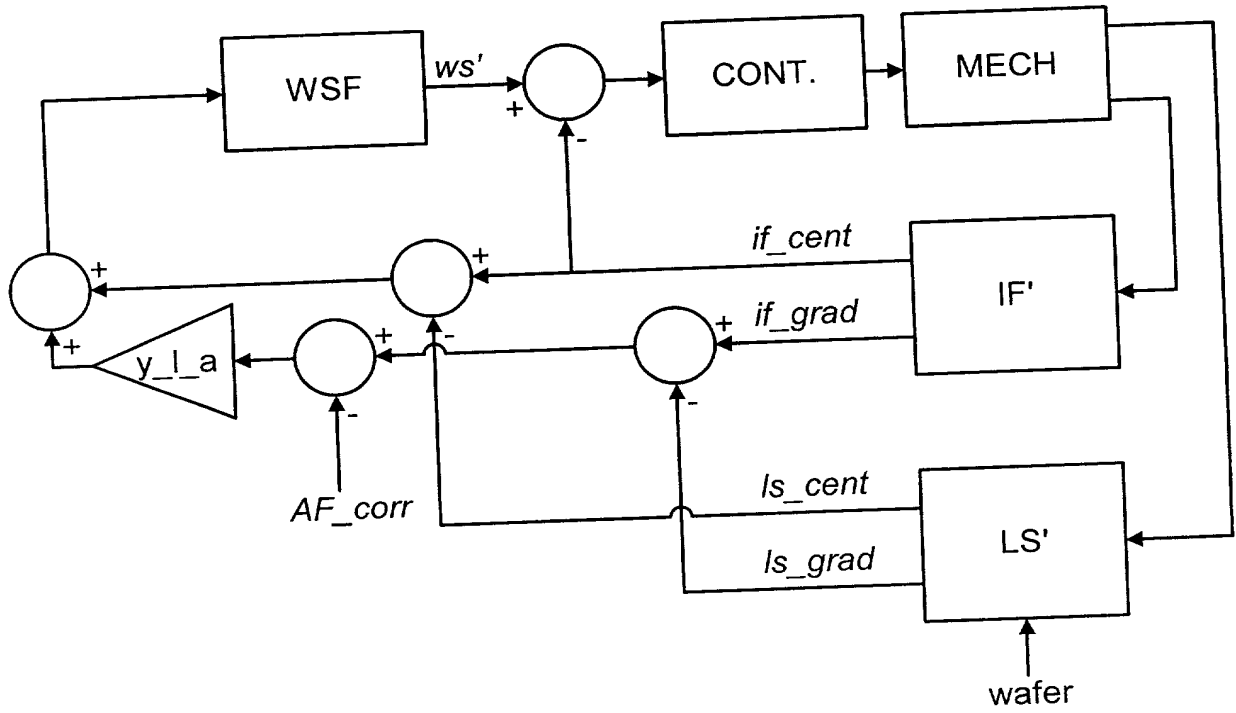 WSF
ws'
+
-
CONT.
MECH
if_cent
+
+
-
IF'
if_grad
+
-
+
-
y_l_a
+
AF_corr
ls_cent
ls_grad
LS'
wafer